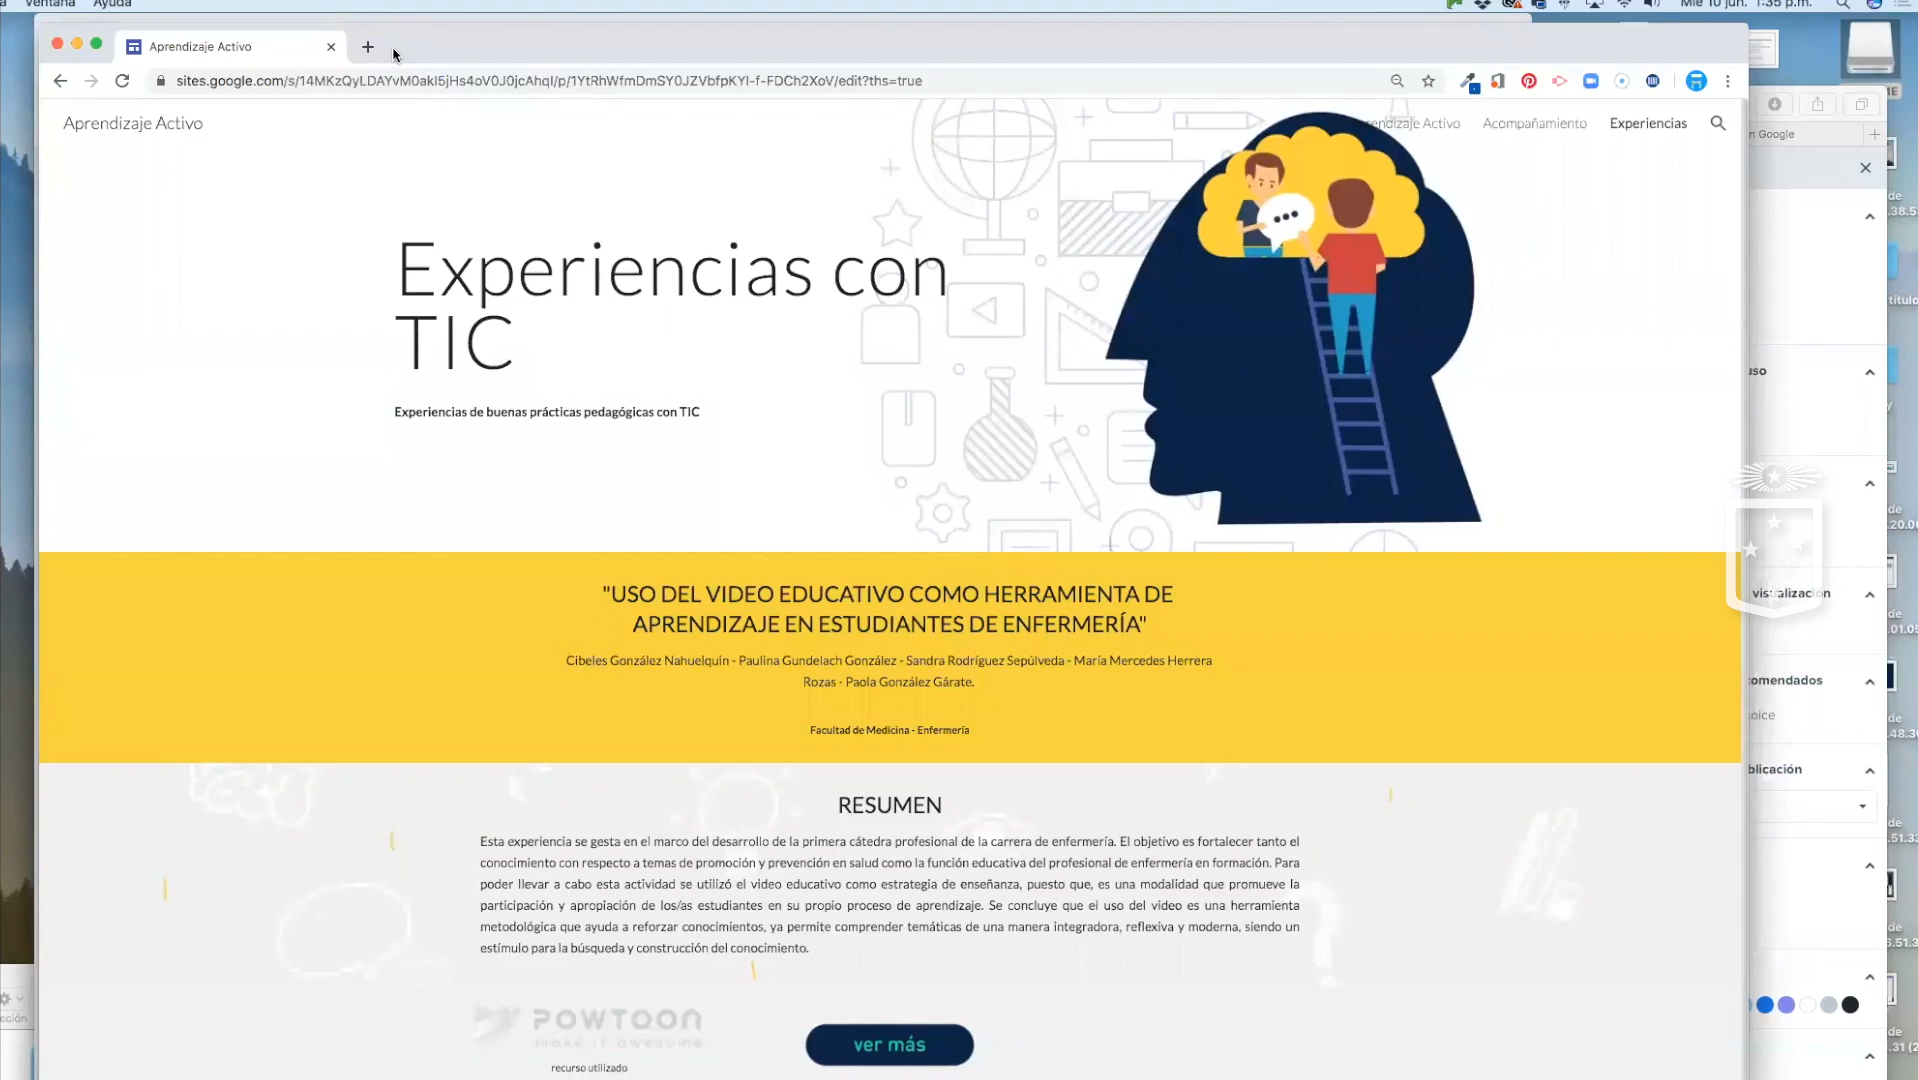 Ventana Ayuda
Mié 10 jun. 1:35 p.m.
Aprendizaje Activo
sites.google.com/s/14MKzQyLDAYvM0akI5jHs4oV0J0jcAhqI/p/1YtRhWfmDmSY0JZVbfpKYI-f-FDCh2XoV/edit?ths=true
Aprendizaje Activo
Activo
Acompañamiento
Experiencias
Google
Experiencias con
TIC
Experiencias de buenas prácticas pedagógicas con TIC
"USO DEL VIDEO EDUCATIVO COMO HERRAMIENTA DE
APRENDIZAJE EN ESTUDIANTES DE ENFERMERÍA"
Cibeles González Nahuelquin - Paulina Gundelach González - Sandra Rodríguez Sepúlveda - María Mercedes Herrera
Rozas - Paola González Gárate.
Facultad de Medicina - Enfermería
RESUMEN
Esta experiencia se gesta en el marco del desarrollo de la primera cátedra profesional de la carrera de enfermería. El objetivo es fortalecer tanto el
conocimiento con respecto a temas de promoción y prevención en salud como la función educativa del profesional de enfermería en formación. Para
poder llevar a cabo esta actividad se utilizó el video educativo como estrategia de enseñanza, puesto que, es una modalidad que promueve la
participación y apropiación de los/as estudiantes en su propio proceso de aprendizaje. Se concluye que el uso del video es una herramienta
metodológica que ayuda a reforzar conocimientos, ya permite comprender temáticas de una manera integradora, reflexiva y moderna, siendo un
estímulo para la búsqueda y construcción del conocimiento.
POWTOON
make it awesome
recurso utilizado
ver más